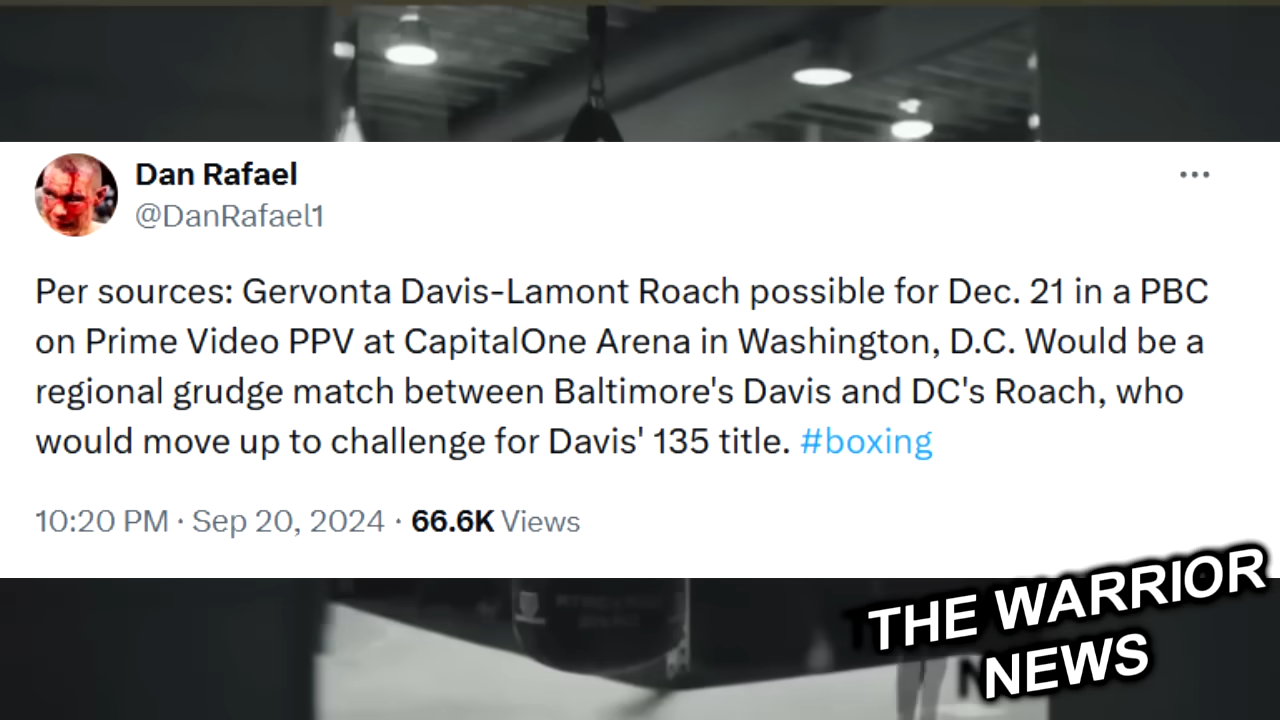 Dan Rafael
@DanRafael1
Per sources: Gervonta Davis-Lamont Roach possible for Dec. 21 in a PBC
on Prime Video PPV at CapitalOne Arena in Washington, D.C. Would be a
regional grudge match between Baltimore's Davis and DC's Roach, who
would move up to challenge for Davis' 135 title. #boxing
10:20 PM · Sep 20, 2024 · 66.6K Views
THE WARRIOR
NEWS